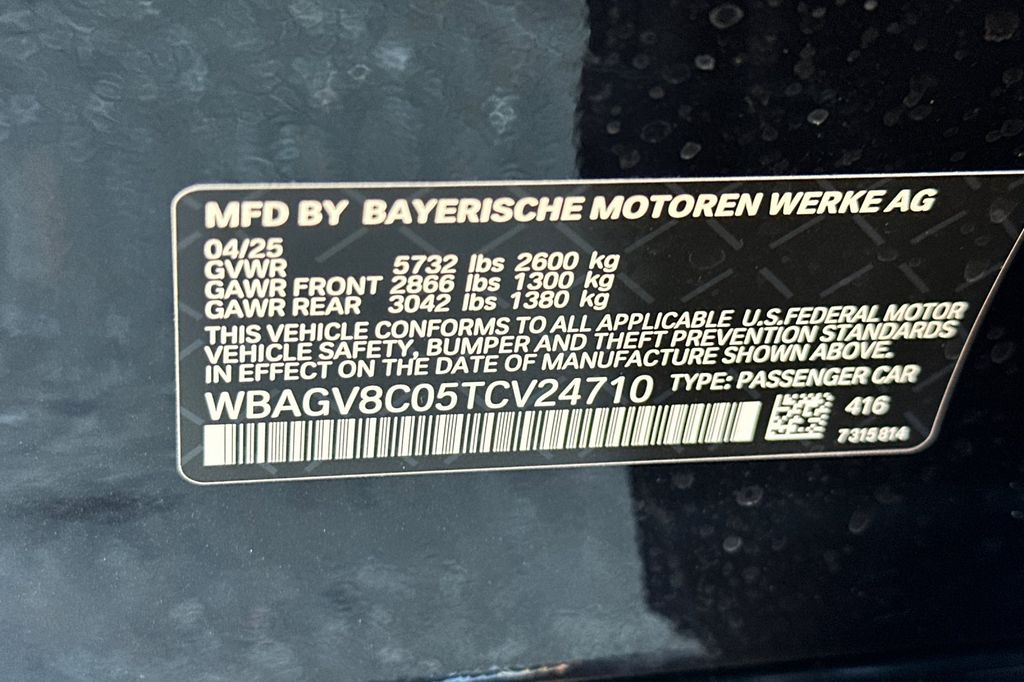 MFD BY BAYERISCHE MOTOREN WERKE AG
04/25
GVWR 5732 lbs 2600 kg
GAWR FRONT 2866 lbs 1300 kg
GAWR REAR 3042 lbs 1380 kg
THIS VEHICLE CONFORMS TO ALL APPLICABLE U.S.FEDERAL MOTOR
VEHICLE SAFETY, BUMPER AND THEFT PREVENTION STANDARDS
IN EFFECT ON THE DATE OF MANUFACTURE SHOWN ABOVE.
WBAGV8C05TCV24710 TYPE: PASSENGER CAR
416
7315814